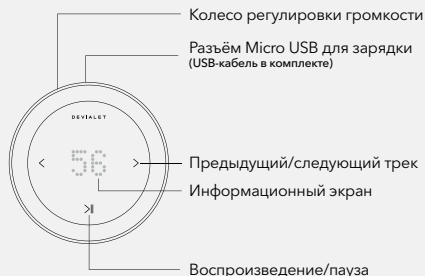 Колесо регулировки громкости
Разъём Micro USB для зарядки
(USB-кабель в комплекте)
DEVIALET
56
Предыдущий/следующий трек
Информационный экран
Воспроизведение/пауза